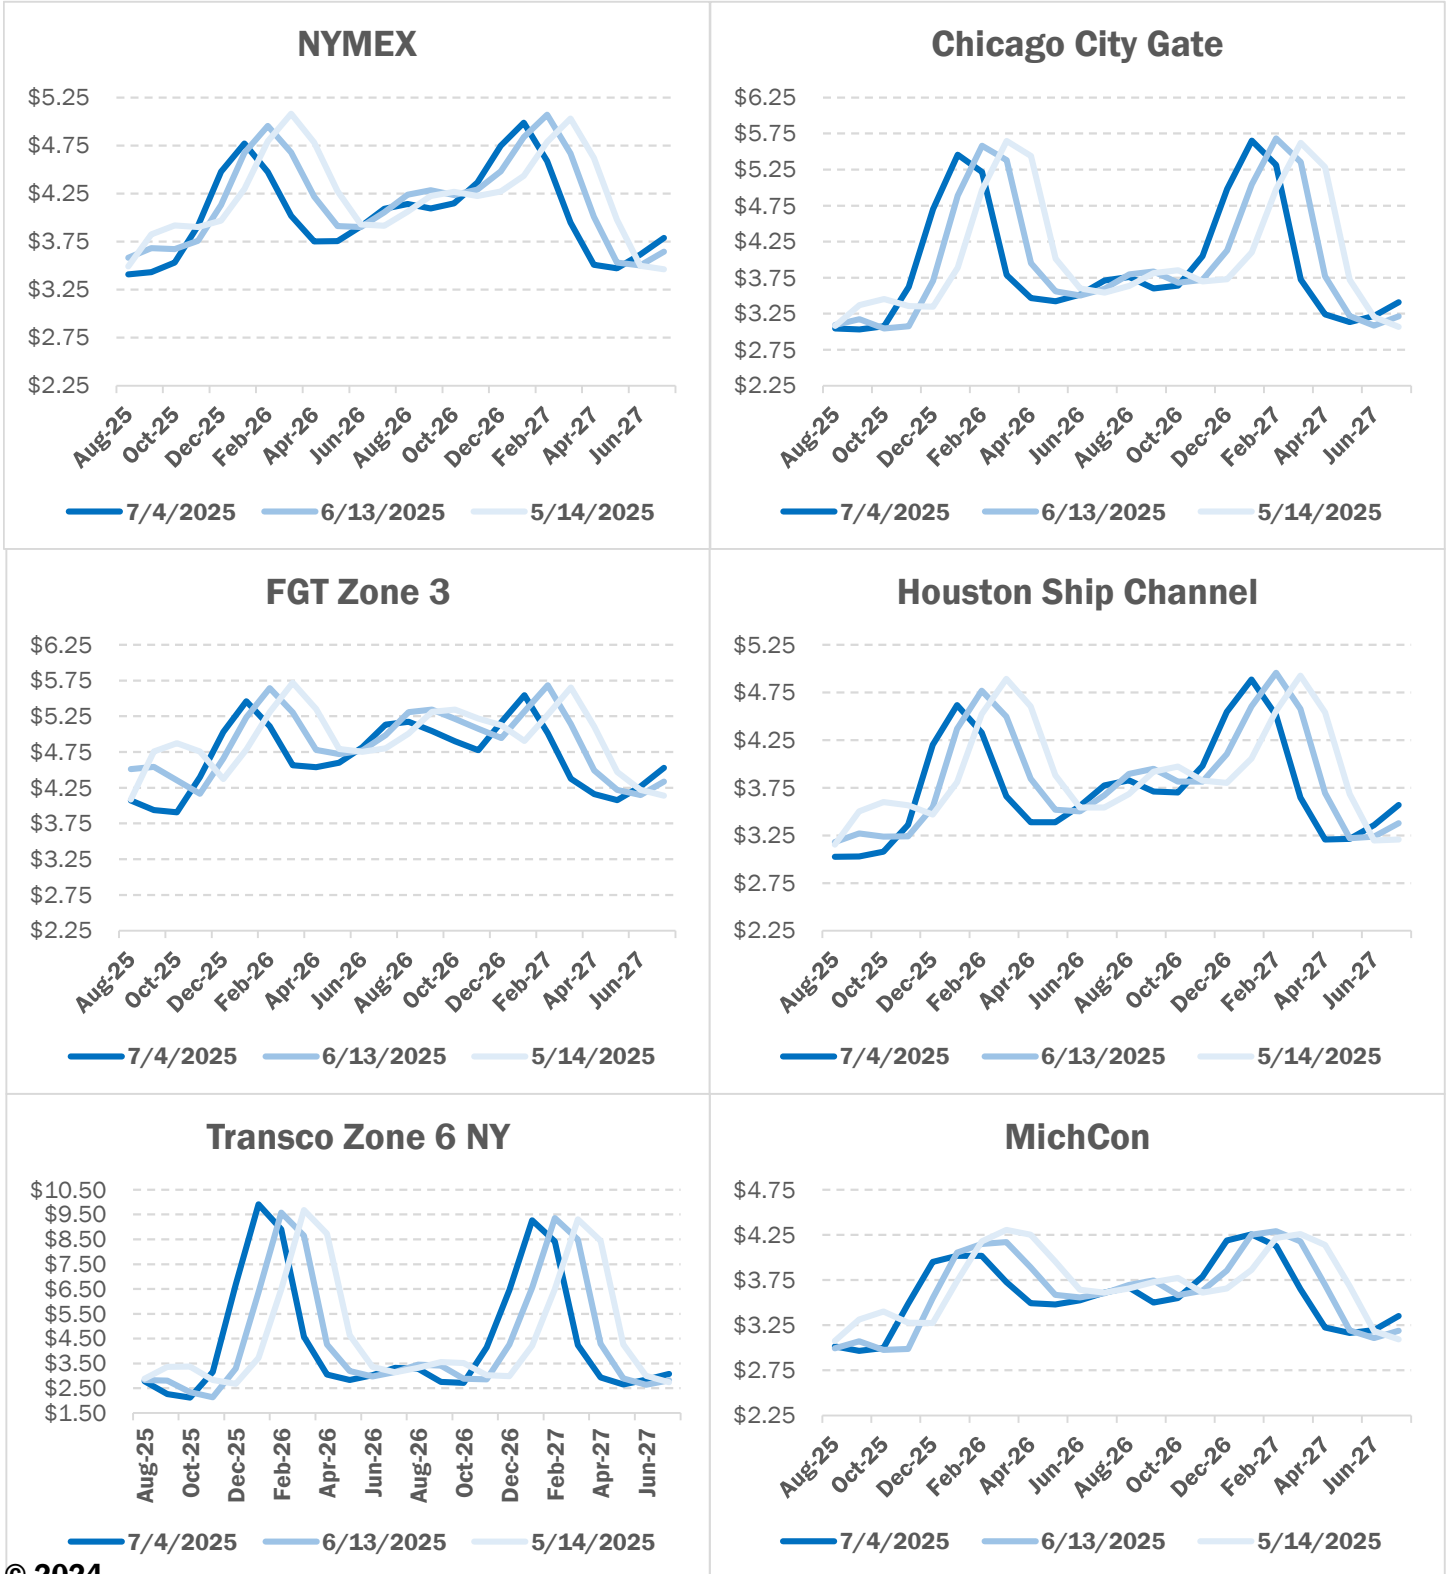 NYMEX
$5.25
$4.75
$4.25
$3.75
$3.25
$2.75
$2.25
Aug-25 Oct-25 Dec-25 Feb-26 Apr-26 Jun-26 Aug-26 Oct-26 Dec-26 Feb-27 Apr-27 Jun-27
7/4/2025 6/13/2025 5/14/2025
Chicago City Gate
$6.25
$5.75
$5.25
$4.75
$4.25
$3.75
$3.25
$2.75
$2.25
Aug-25 Oct-25 Dec-25 Feb-26 Apr-26 Jun-26 Aug-26 Oct-26 Dec-26 Feb-27 Apr-27 Jun-27
7/4/2025 6/13/2025 5/14/2025
FGT Zone 3
$6.25
$5.75
$5.25
$4.75
$4.25
$3.75
$3.25
$2.75
$2.25
Aug-25 Oct-25 Dec-25 Feb-26 Apr-26 Jun-26 Aug-26 Oct-26 Dec-26 Feb-27 Apr-27 Jun-27
7/4/2025 6/13/2025 5/14/2025
Houston Ship Channel
$5.25
$4.75
$4.25
$3.75
$3.25
$2.75
$2.25
Aug-25 Oct-25 Dec-25 Feb-26 Apr-26 Jun-26 Aug-26 Oct-26 Dec-26 Feb-27 Apr-27 Jun-27
7/4/2025 6/13/2025 5/14/2025
Transco Zone 6 NY
$10.50
$9.50
$8.50
$7.50
$6.50
$5.50
$4.50
$3.50
$2.50
$1.50
Aug-25 Oct-25 Dec-25 Feb-26 Apr-26 Jun-26 Aug-26 Oct-26 Dec-26 Feb-27 Apr-27 Jun-27
7/4/2025 6/13/2025 5/14/2025
MichCon
$4.75
$4.25
$3.75
$3.25
$2.75
$2.25
Aug-25 Oct-25 Dec-25 Feb-26 Apr-26 Jun-26 Aug-26 Oct-26 Dec-26 Feb-27 Apr-27 Jun-27
7/4/2025 6/13/2025 5/14/2025
© 2024